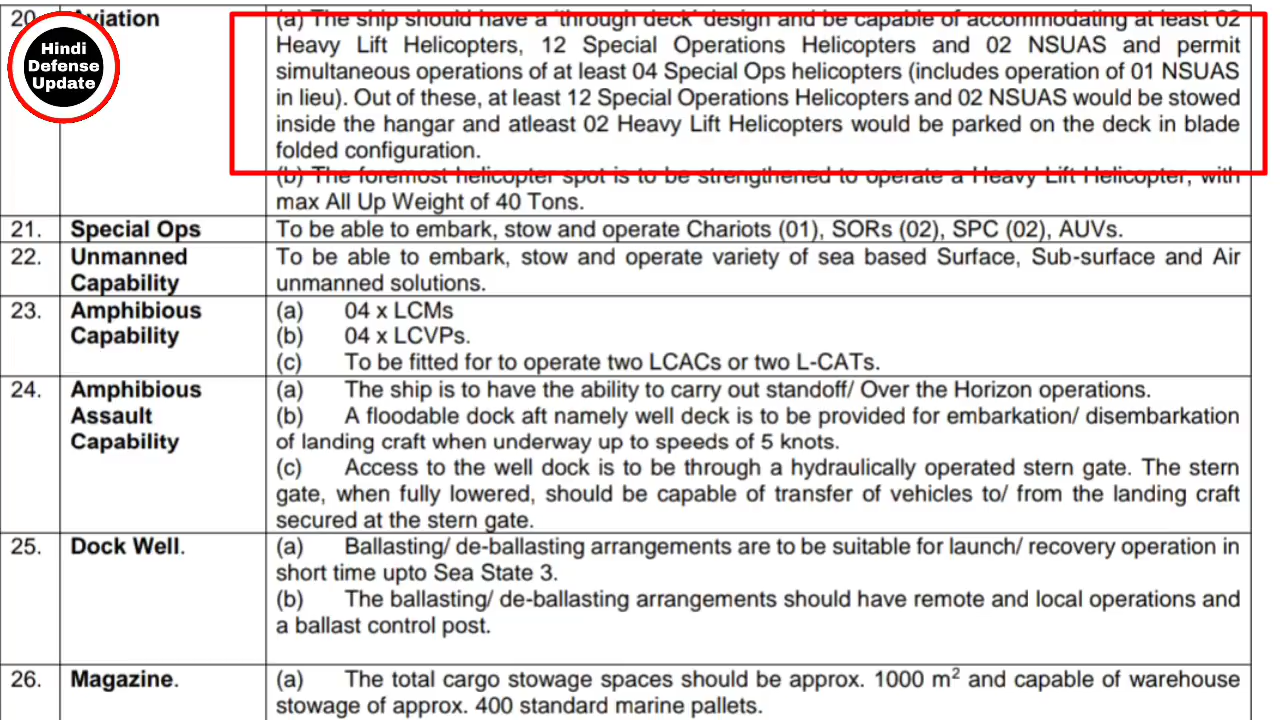 20.
Aviation
(a) The ship should have a 'through deck' design and be capable of accommodating at least 02
Heavy Lift Helicopters, 12 Special Operations Helicopters and 02 NSUAS and permit
simultaneous operations of at least 04 Special Ops helicopters (includes operation of 01 NSUAS
in lieu). Out of these, at least 12 Special Operations Helicopters and 02 NSUAS would be stowed
inside the hangar and atleast 02 Heavy Lift Helicopters would be parked on the deck in blade
folded configuration.
(b) The foremost helicopter spot is to be strengthened to operate a Heavy Lift Helicopter, with
max All Up Weight of 40 Tons.
Hindi
Defense
Update
21.
Special Ops
To be able to embark, stow and operate Chariots (01), SORs (02), SPC (02), AUVs.
22.
Unmanned
Capability
To be able to embark, stow and operate variety of sea based Surface, Sub-surface and Air
unmanned solutions.
23.
Amphibious
Capability
(a) 04 x LCMs
(b) 04 x LCVPs.
(c) To be fitted for to operate two LCACs or two L-CATs.
24.
Amphibious
Assault
Capability
(a) The ship is to have the ability to carry out standoff/ Over the Horizon operations.
(b) A floodable dock aft namely well deck is to be provided for embarkation/ disembarkation
of landing craft when underway up to speeds of 5 knots.
(c) Access to the well dock is to be through a hydraulically operated stern gate. The stern
gate, when fully lowered, should be capable of transfer of vehicles to/ from the landing craft
secured at the stern gate.
25.
Dock Well.
(a) Ballasting/ de-ballasting arrangements are to be suitable for launch/ recovery operation in
short time upto Sea State 3.
(b) The ballasting/ de-ballasting arrangements should have remote and local operations and
a ballast control post.
26.
Magazine.
(a) The total cargo stowage spaces should be approx. 1000 m² and capable of warehouse
stowage of approx. 400 standard marine pallets.